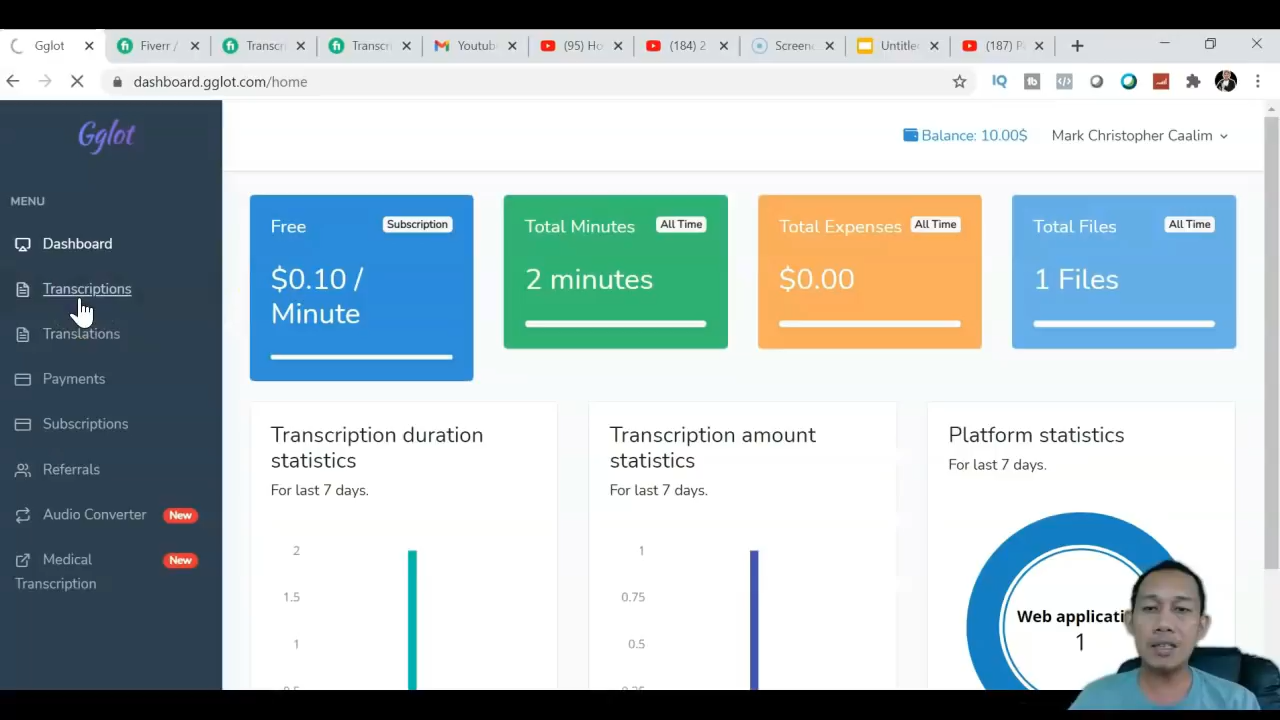 Gglot
Fiverr /
Transcr
Transcr
Youtub
(95) Ho
(184) 2
Screen
Untitle
(187) P
dashboard.gglot.com/home
Gglot
Balance: 10.00$
Mark Christopher Caalim
MENU
Dashboard
Transcriptions
Translations
Payments
Subscriptions
Referrals
Audio Converter New
Medical New
Transcription
Free Subscription
$0.10 /
Minute
Total Minutes All Time
2 minutes
Total Expenses All Time
$0.00
Total Files All Time
1 Files
Transcription duration
statistics
For last 7 days.
2
1.5
1
Transcription amount
statistics
For last 7 days.
1
0.75
0.5
Platform statistics
For last 7 days.
Web applicati
1